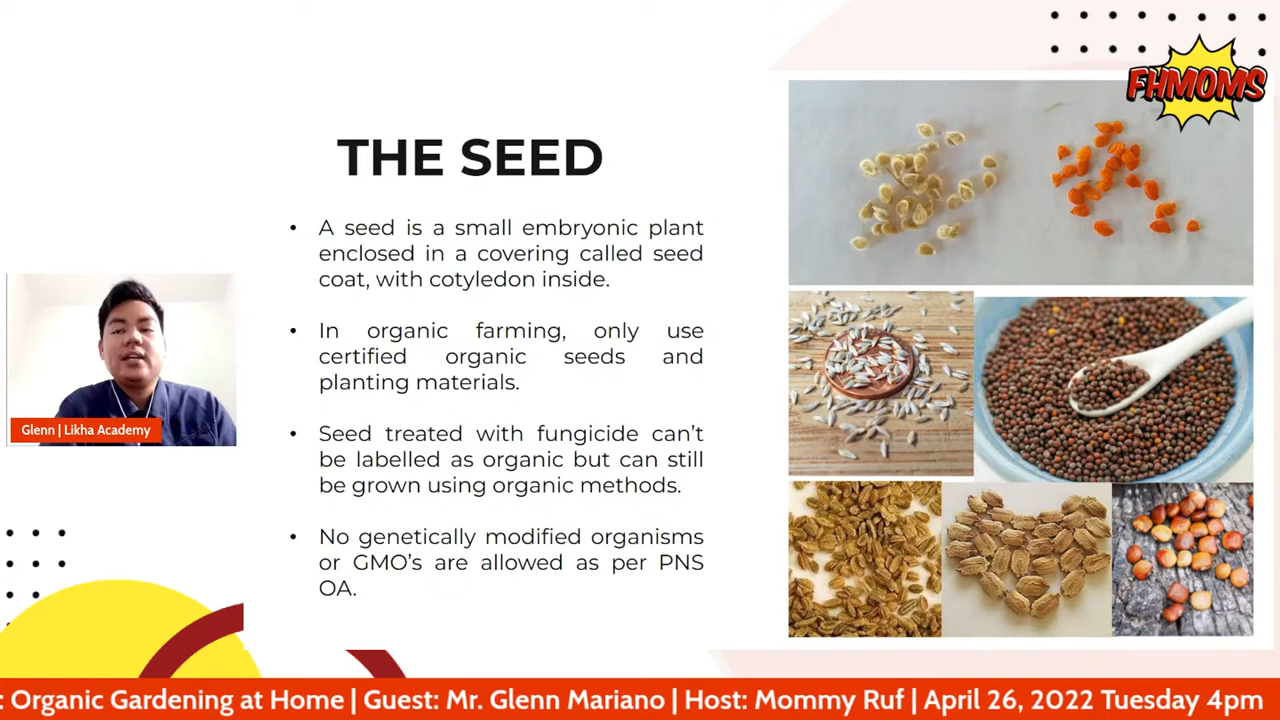 FHMOMS
THE SEED
• A seed is a small embryonic plant
enclosed in a covering called seed
coat, with cotyledon inside.
• In organic farming, only use
certified organic seeds and
planting materials.
• Seed treated with fungicide can’t
be labelled as organic but can still
be grown using organic methods.
• No genetically modified organisms
or GMO’s are allowed as per PNS
OA.
Glenn | Likha Academy
: Organic Gardening at Home | Guest: Mr. Glenn Mariano | Host: Mommy Ruf | April 26, 2022 Tuesday 4pm